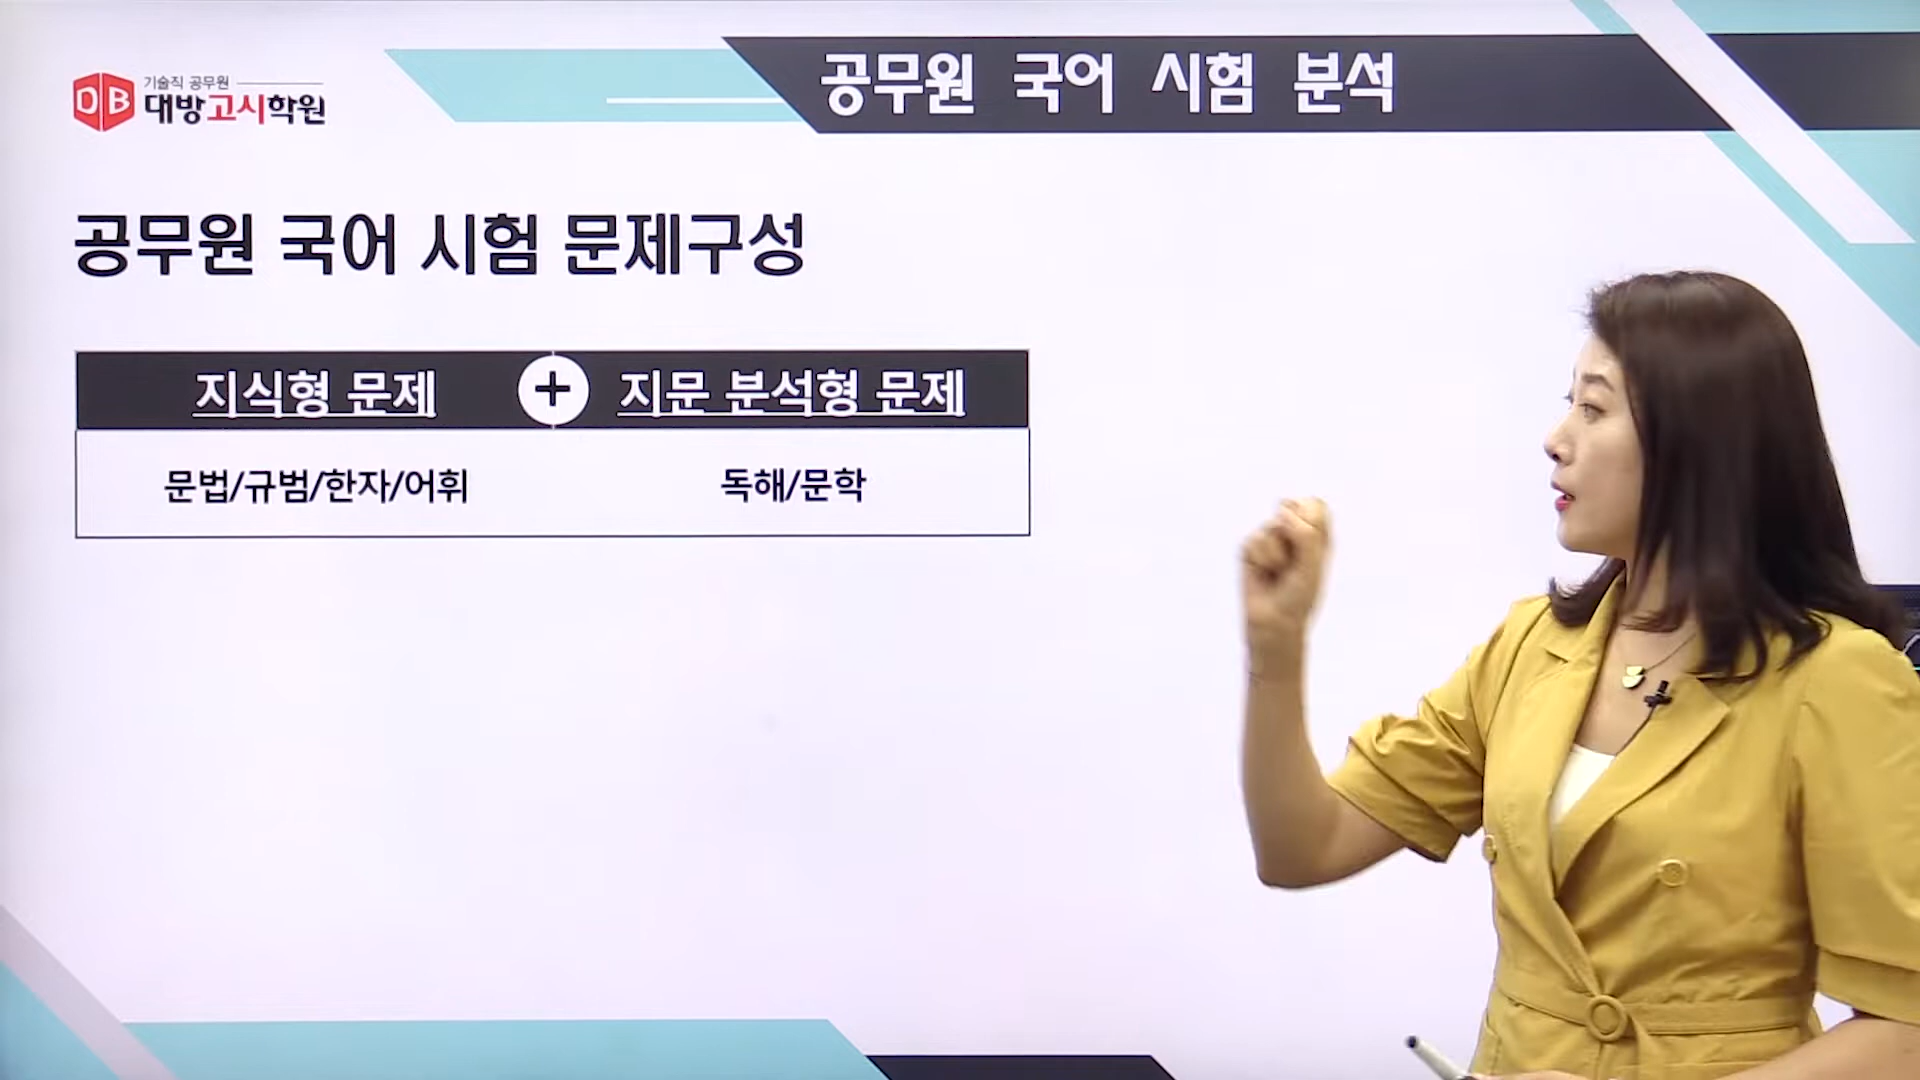 기술직 공무원
DB 대방고시학원
공무원 국어 시험 분석
공무원 국어 시험 문제구성
지식형 문제 + 지문 분석형 문제
문법/규범/한자/어휘 독해/문학